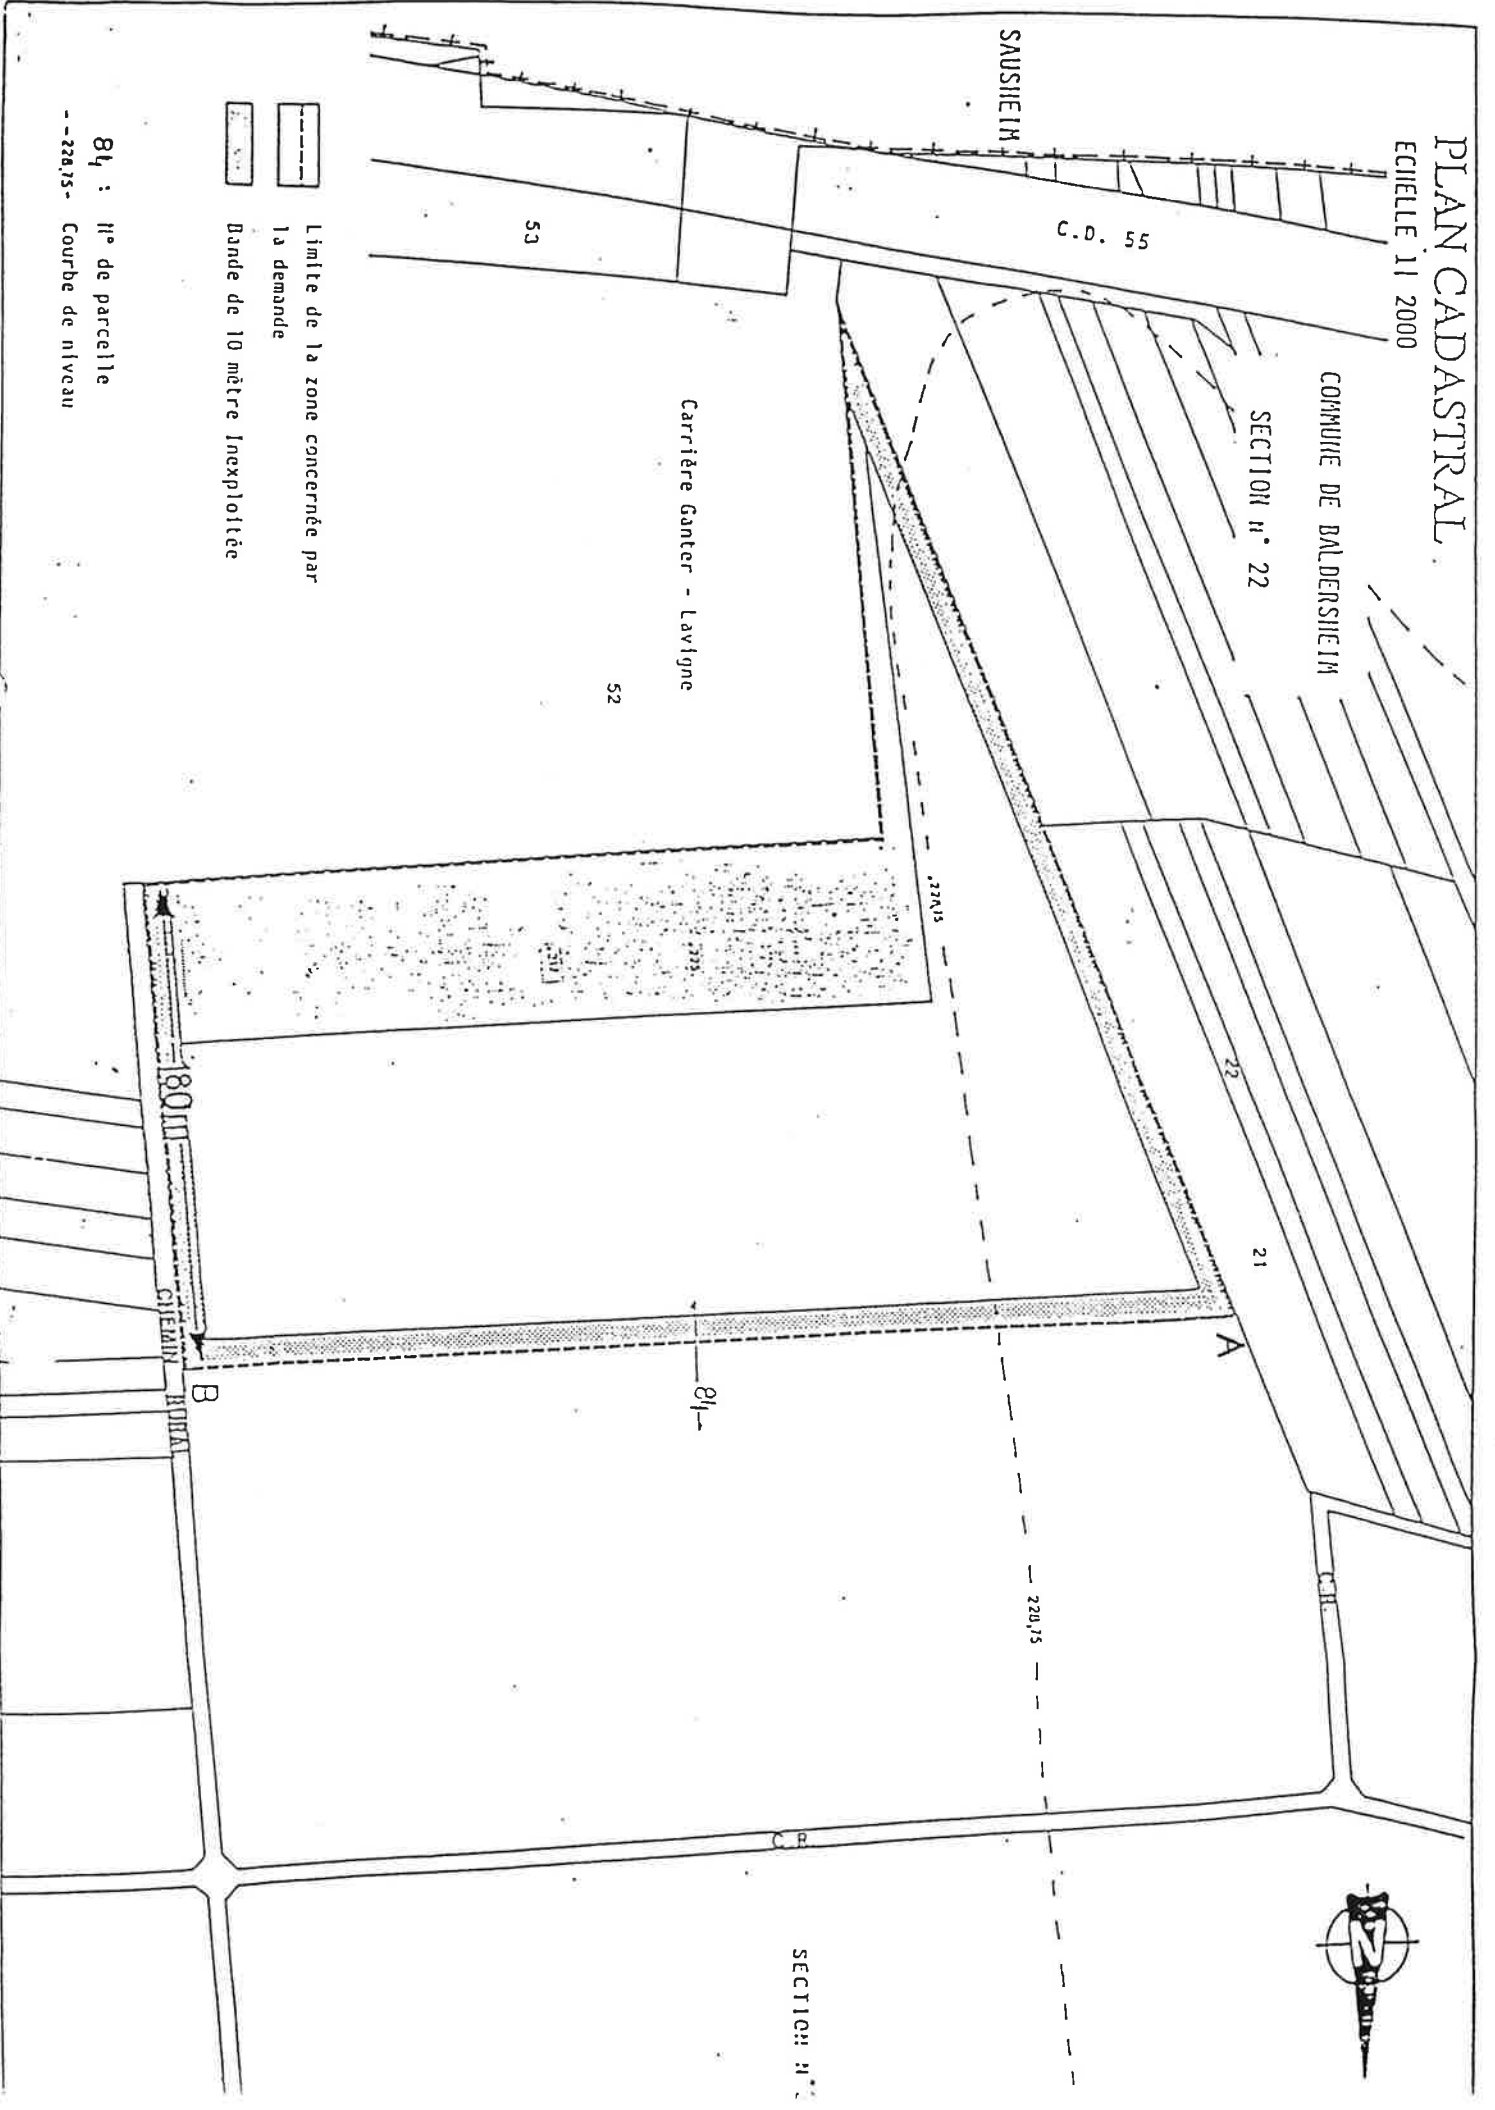 PLAN CADASTRAL
ECHELLE 1/ 2000
COMMUNE DE BALDERSHEIM
SECTION N° 22
SAUSHEIM
C.D. 55
53
Carrière Ganter - Lavigne
52
22
21
A
C.R.
228,75
84
180 m
B
CHEMIN RURAL
C.R.
SECTION N°
N
Limite de la zone concernée par
la demande
Bande de 10 mètre Inexploitée
84 : N° de parcelle
--228,75- Courbe de niveau